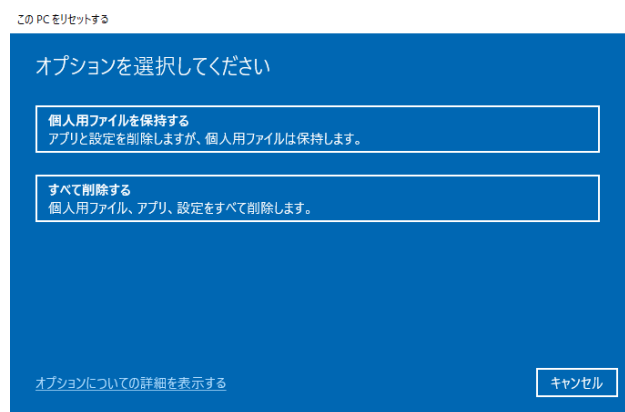 この PC をリセットする
オプションを選択してください
個人用ファイルを保持する
アプリと設定を削除しますが、個人用ファイルは保持します。
すべて削除する
個人用ファイル、アプリ、設定をすべて削除します。
オプションについての詳細を表示する
キャンセル